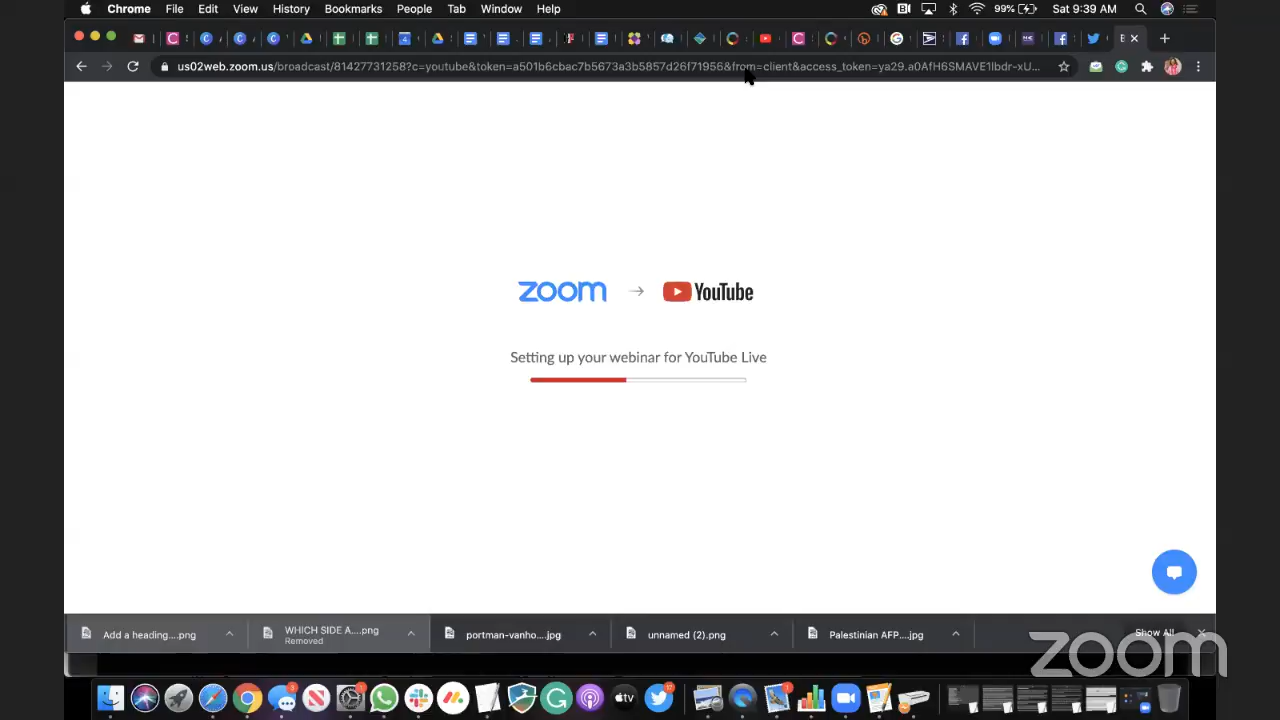 Chrome File Edit View History Bookmarks People Tab Window Help 99% Sat 9:39 AM
us02web.zoom.us/broadcast/81427731258?c=youtube&token=a501b6cbac7b5673a3b5857d26f71956&from=client&access_token=ya29.a0AfH6SMAVE1lbdr-xU...
zoom → YouTube
Setting up your webinar for YouTube Live
Add a heading....png
WHICH SIDE A....png
Removed
portman-vanho....jpg
unnamed (2).png
Palestinian AFP....jpg
Show All
zoom
tv